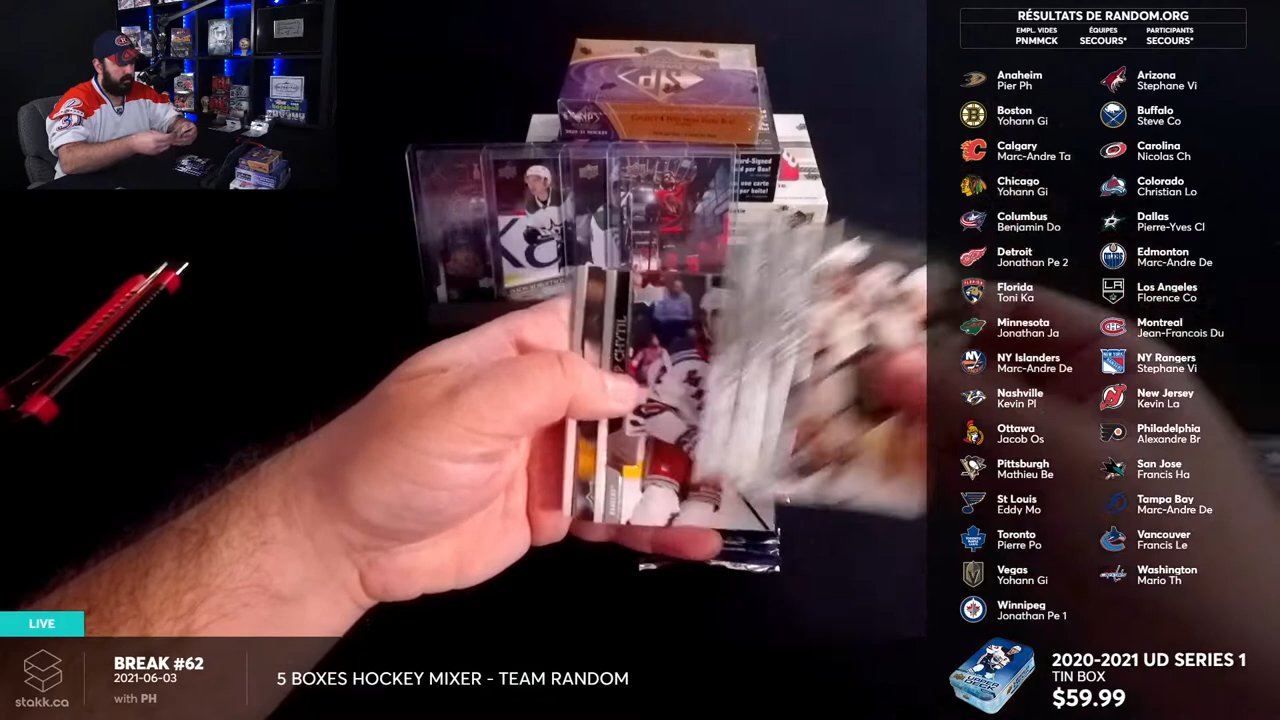 RÉSULTATS DE RANDOM.ORG
EMPL. VIDES
PNMMCK
ÉQUIPES
SECOURS*
PARTICIPANTS
SECOURS*
Anaheim
Pier Ph
Arizona
Stephane Vi
Boston
Yohann Gi
Buffalo
Steve Co
Calgary
Marc-Andre Ta
Carolina
Nicolas Ch
Chicago
Yohann Gi
Colorado
Christian Lo
Columbus
Benjamin Do
Dallas
Pierre-Yves Cl
Detroit
Jonathan Pe 2
Edmonton
Marc-Andre De
Florida
Toni Ka
Los Angeles
Florence Co
Minnesota
Jonathan Ja
Montreal
Jean-Francois Du
NY Islanders
Marc-Andre De
NY Rangers
Stephane Vi
Nashville
Kevin Pl
New Jersey
Kevin La
Ottawa
Jacob Os
Philadelphia
Alexandre Br
Pittsburgh
Mathieu Be
San Jose
Francis Ha
St Louis
Eddy Mo
Tampa Bay
Marc-Andre De
Toronto
Pierre Po
Vancouver
Francis Le
Vegas
Yohann Gi
Washington
Mario Th
Winnipeg
Jonathan Pe 1
SP
CHYTIL
LIVE
stakk.ca
BREAK #62
2021-06-03
with PH
5 BOXES HOCKEY MIXER - TEAM RANDOM
2020-2021 UD SERIES 1
TIN BOX
$59.99